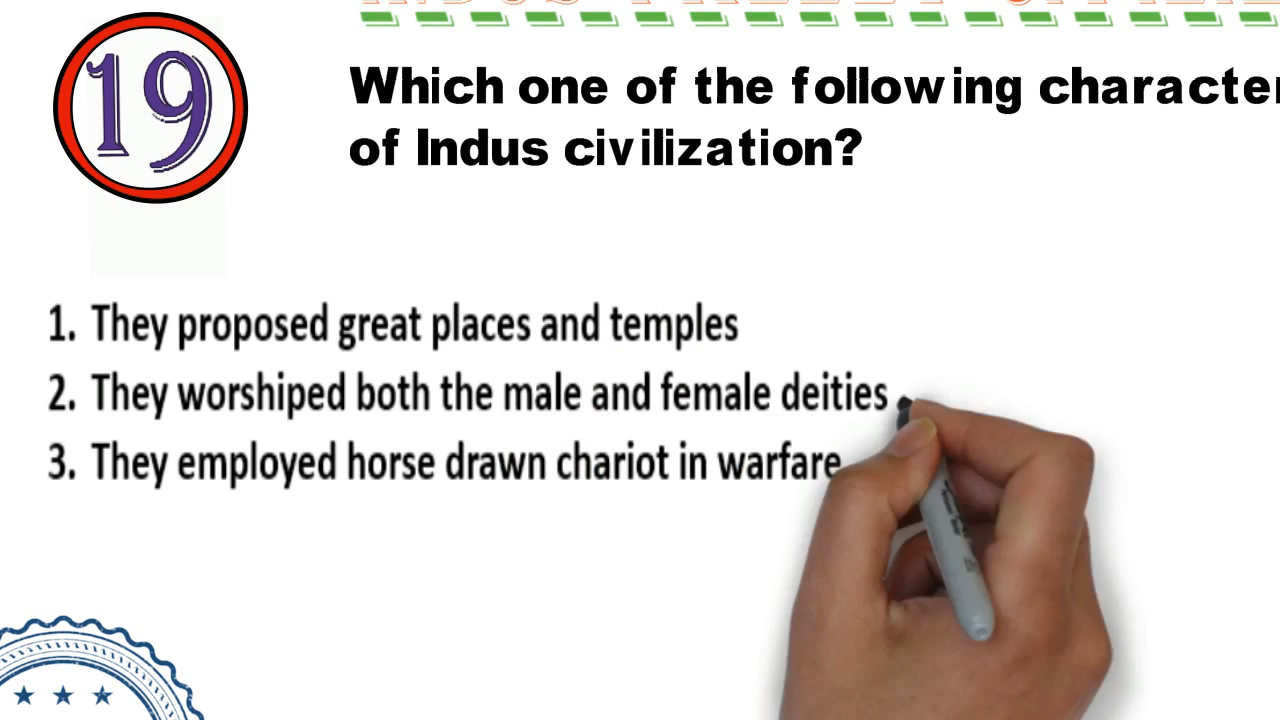 19
Which one of the following
of Indus civilization?
1. They proposed great places and temples
2. They worshiped both the male and female deities
3. They employed horse drawn chariot in warfare